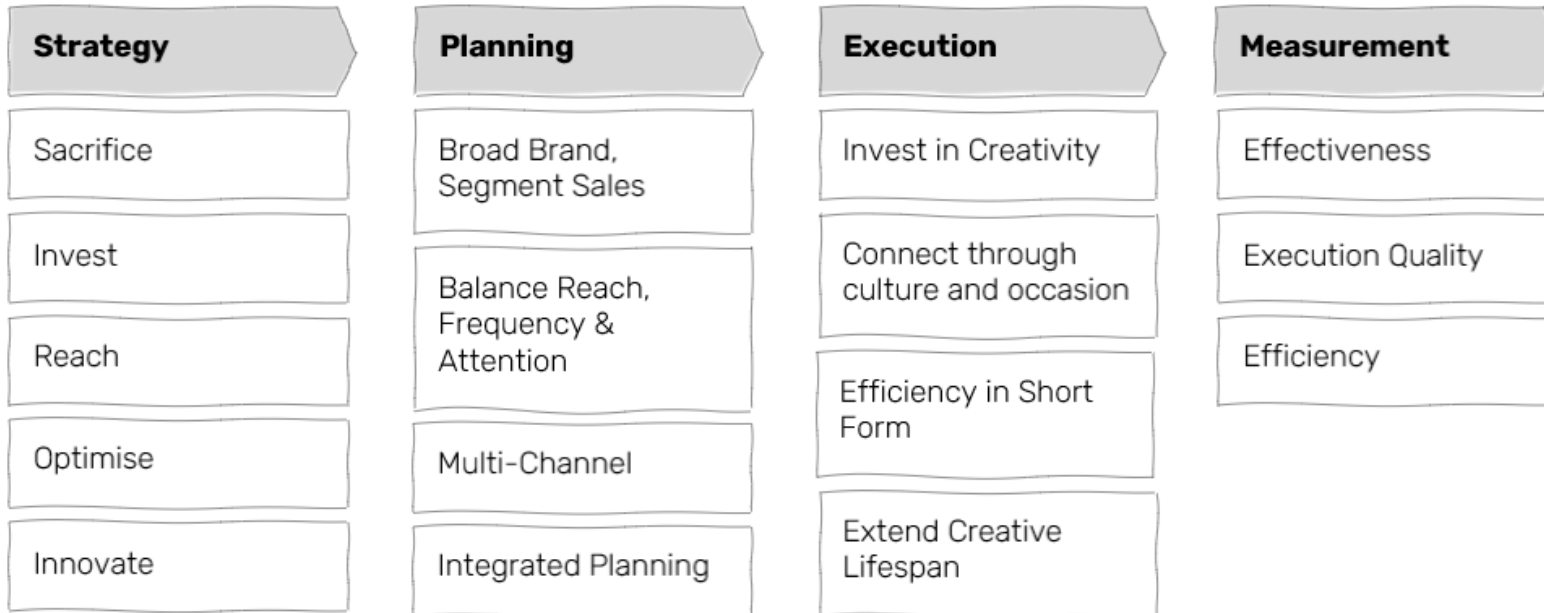 Strategy
Sacrifice
Invest
Reach
Optimise
Innovate
Planning
Broad Brand,
Segment Sales
Balance Reach,
Frequency &
Attention
Multi-Channel
Integrated Planning
Execution
Invest in Creativity
Connect through
culture and occasion
Efficiency in Short
Form
Extend Creative
Lifespan
Measurement
Effectiveness
Execution Quality
Efficiency